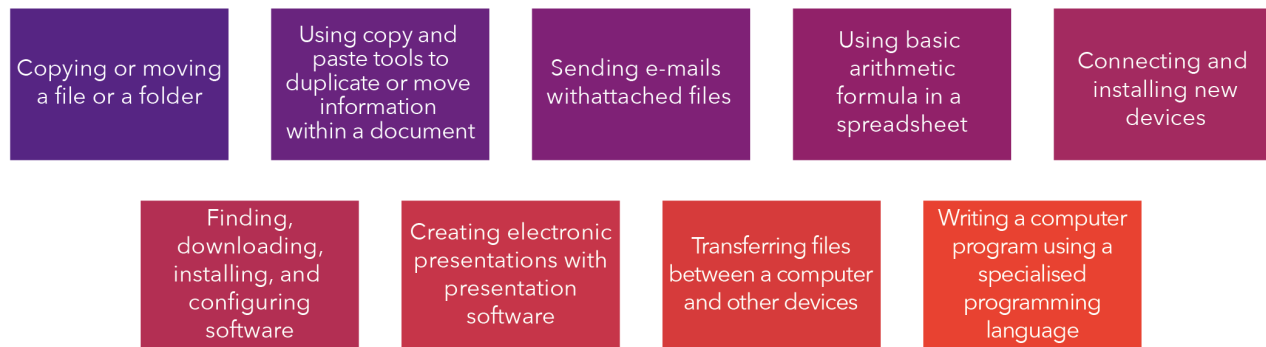 Copying or moving
a file or a folder
Using copy and
paste tools to
duplicate or move
information
within a document
Sending e-mails
withattached files
Using basic
arithmetic
formula in a
spreadsheet
Connecting and
installing new
devices
Finding,
downloading,
installing, and
configuring
software
Creating electronic
presentations with
presentation
software
Transferring files
between a computer
and other devices
Writing a computer
program using a
specialised
programming
language